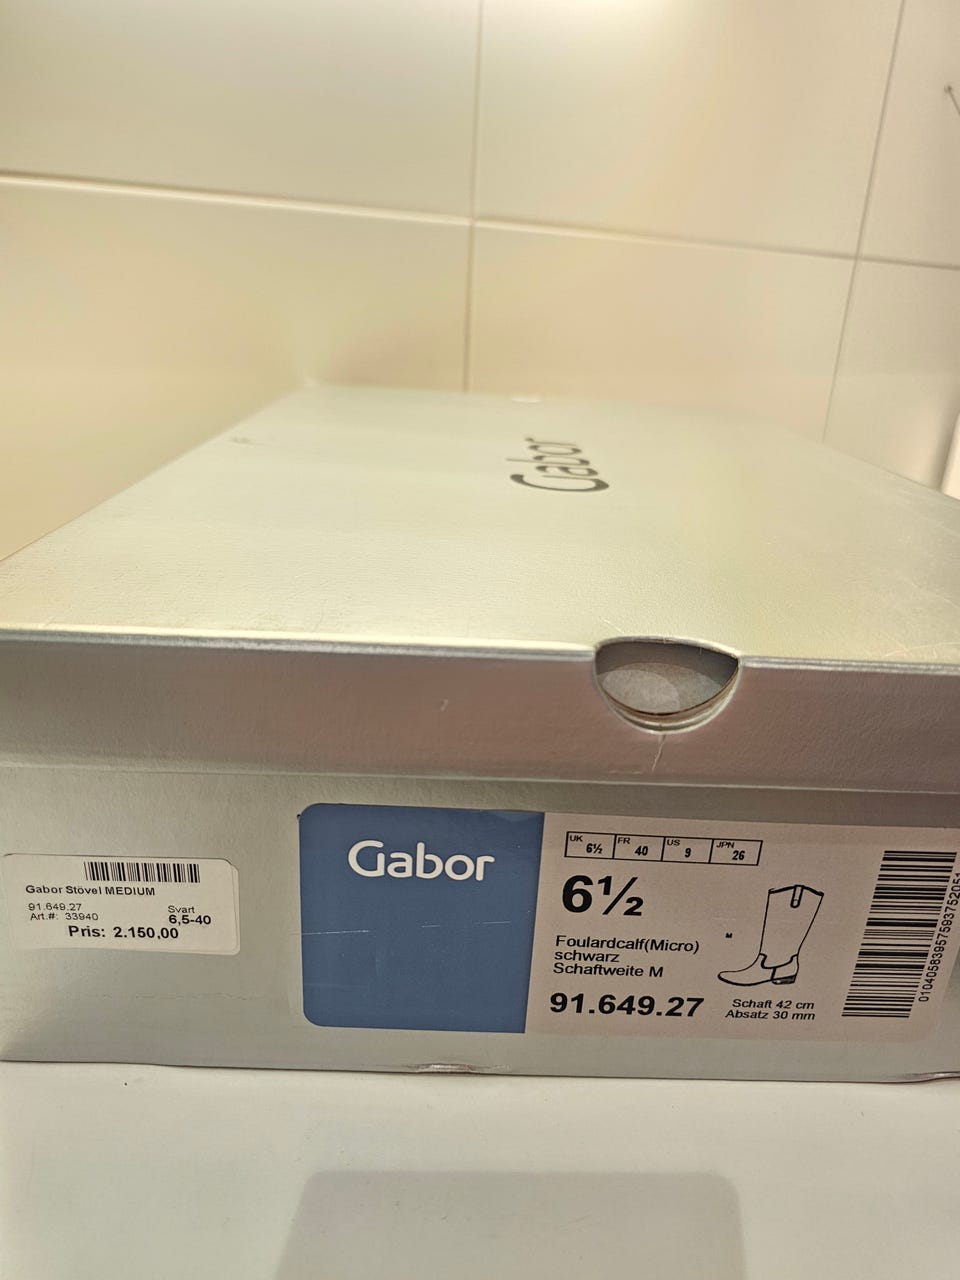 Gabor
Gabor Stövel MEDIUM
91.649.27
Svart
Art.#: 33940
6,5-40
Pris: 2.150,00
Gabor
UK 6½ FR 40 US 9 JPN 26
6½
Foulardcalf(Micro)
schwarz
Schaftweite M
M
91.649.27
Schaft 42 cm
Absatz 30 mm